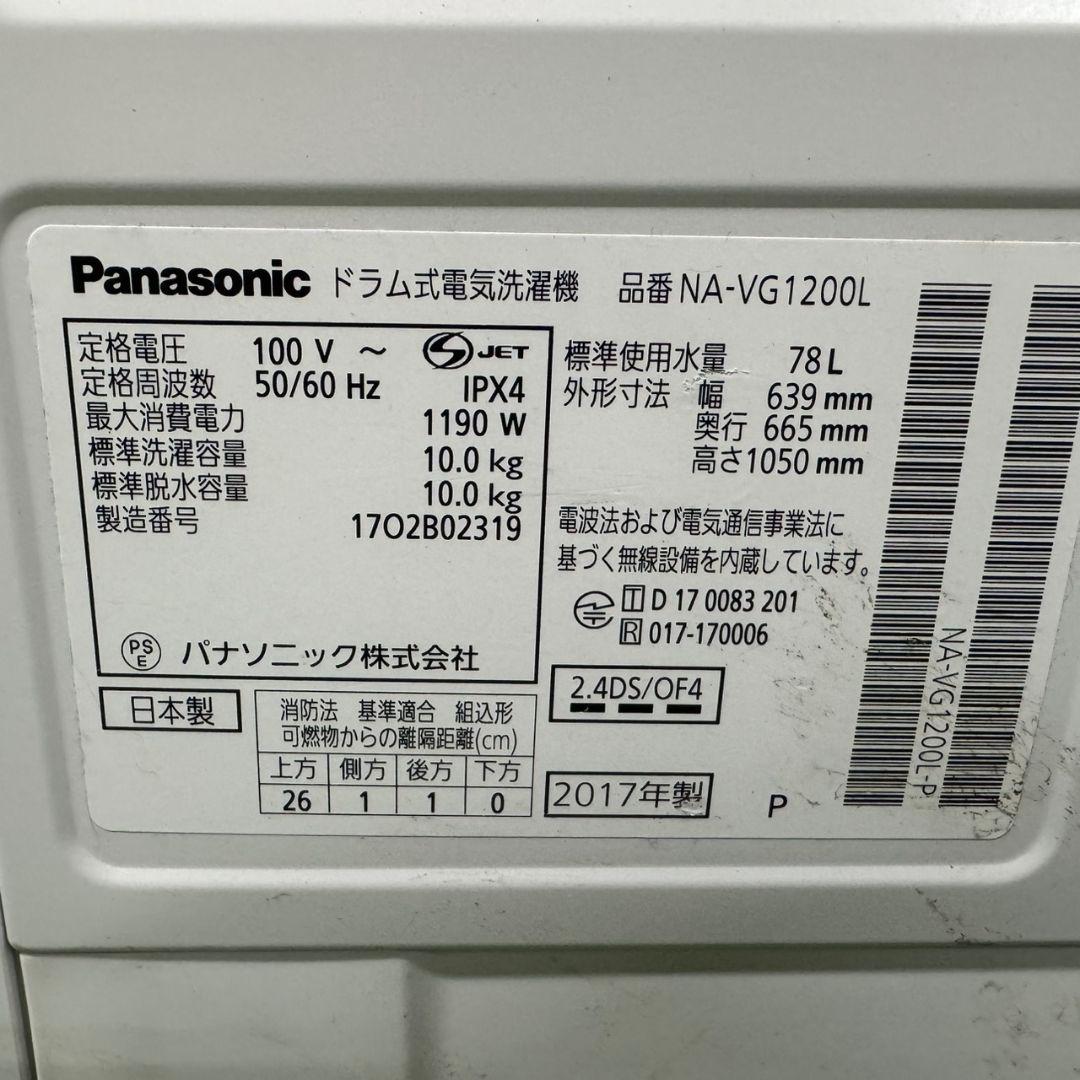 Panasonic ドラム式電気洗濯機 品番 NA-VG1200L
定格電圧 100 V ～ S JET
定格周波数 50/60 Hz IPX4
最大消費電力 1190 W
標準洗濯容量 10.0 kg
標準脱水容量 10.0 kg
製造番号 17O2B02319
PS E パナソニック株式会社
標準使用水量 78 L
外形寸法 幅 639 mm
奥行 665 mm
高さ1050 mm
電波法および電気通信事業法に
基づく無線設備を内蔵しています。
T D 17 0083 201
R 017-170006
日本製
消防法 基準適合 組込形
可燃物からの離隔距離(cm)
上方 側方 後方 下方
26 1 1 0
2.4DS/OF4
2017年製
P
NA-VG1200L-P